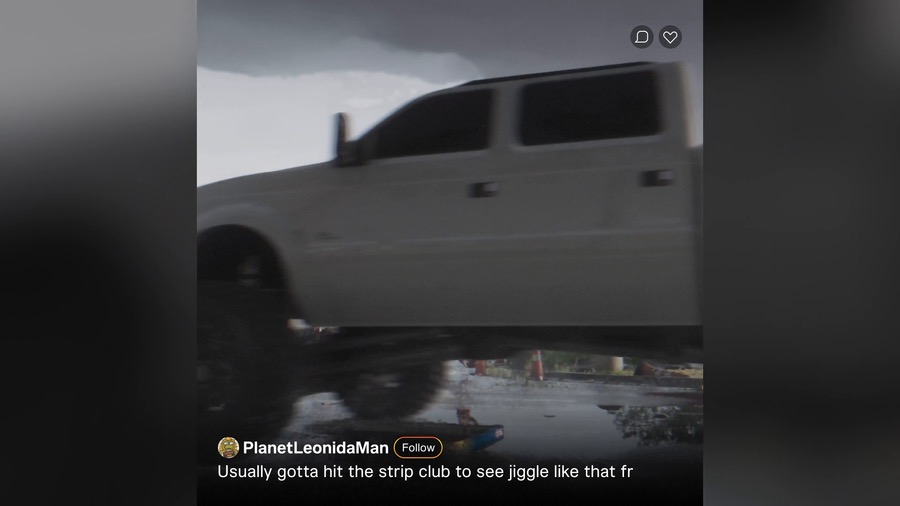 PlanetLeonidaMan Follow
Usually gotta hit the strip club to see jiggle like that fr